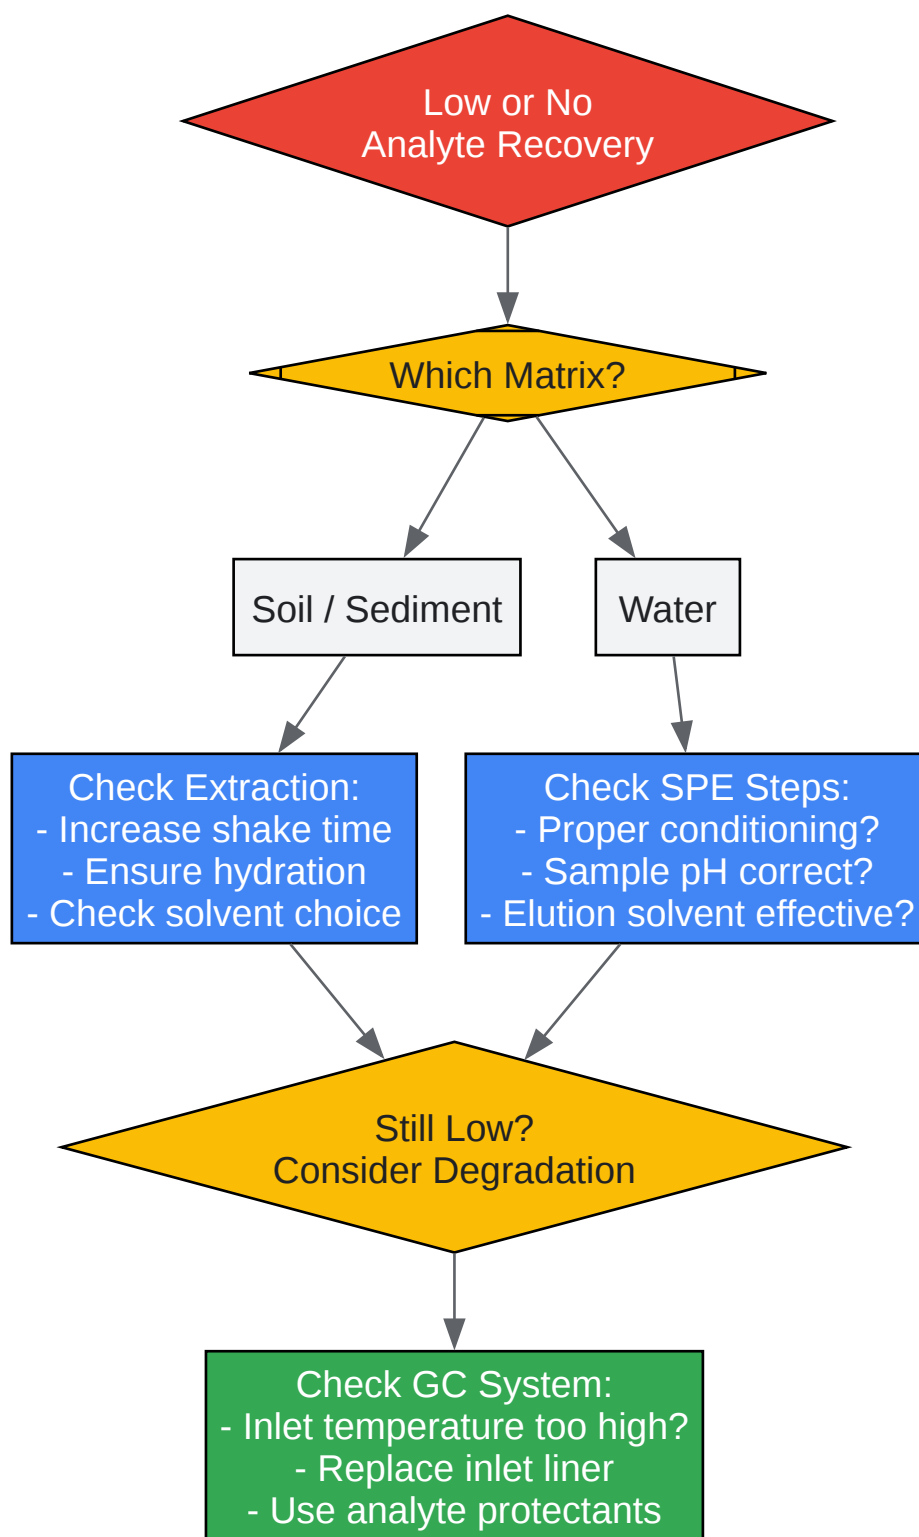 Low or No
Analyte Recovery
Which Matrix?
Soil / Sediment
Water
Check Extraction:
- Increase shake time
- Ensure hydration
- Check solvent choice
Check SPE Steps:
- Proper conditioning?
- Sample pH correct?
- Elution solvent effective?
Still Low?
Consider Degradation
Check GC System:
- Inlet temperature too high?
- Replace inlet liner
- Use analyte protectants